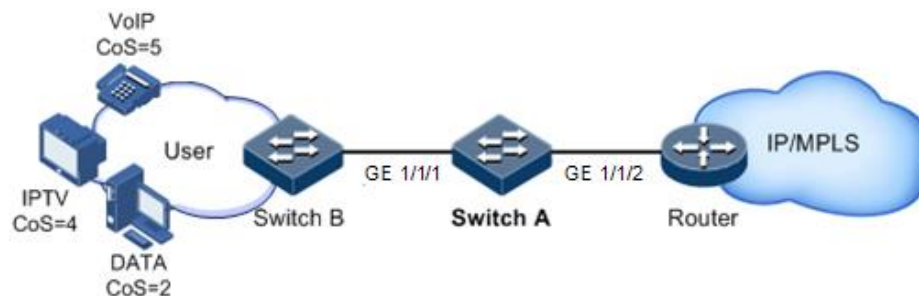 VoIP
CoS=5
User
IPTV
CoS=4
DATA
CoS=2
Switch B
GE 1/1/1
Switch A
GE 1/1/2
Router
IP/MPLS